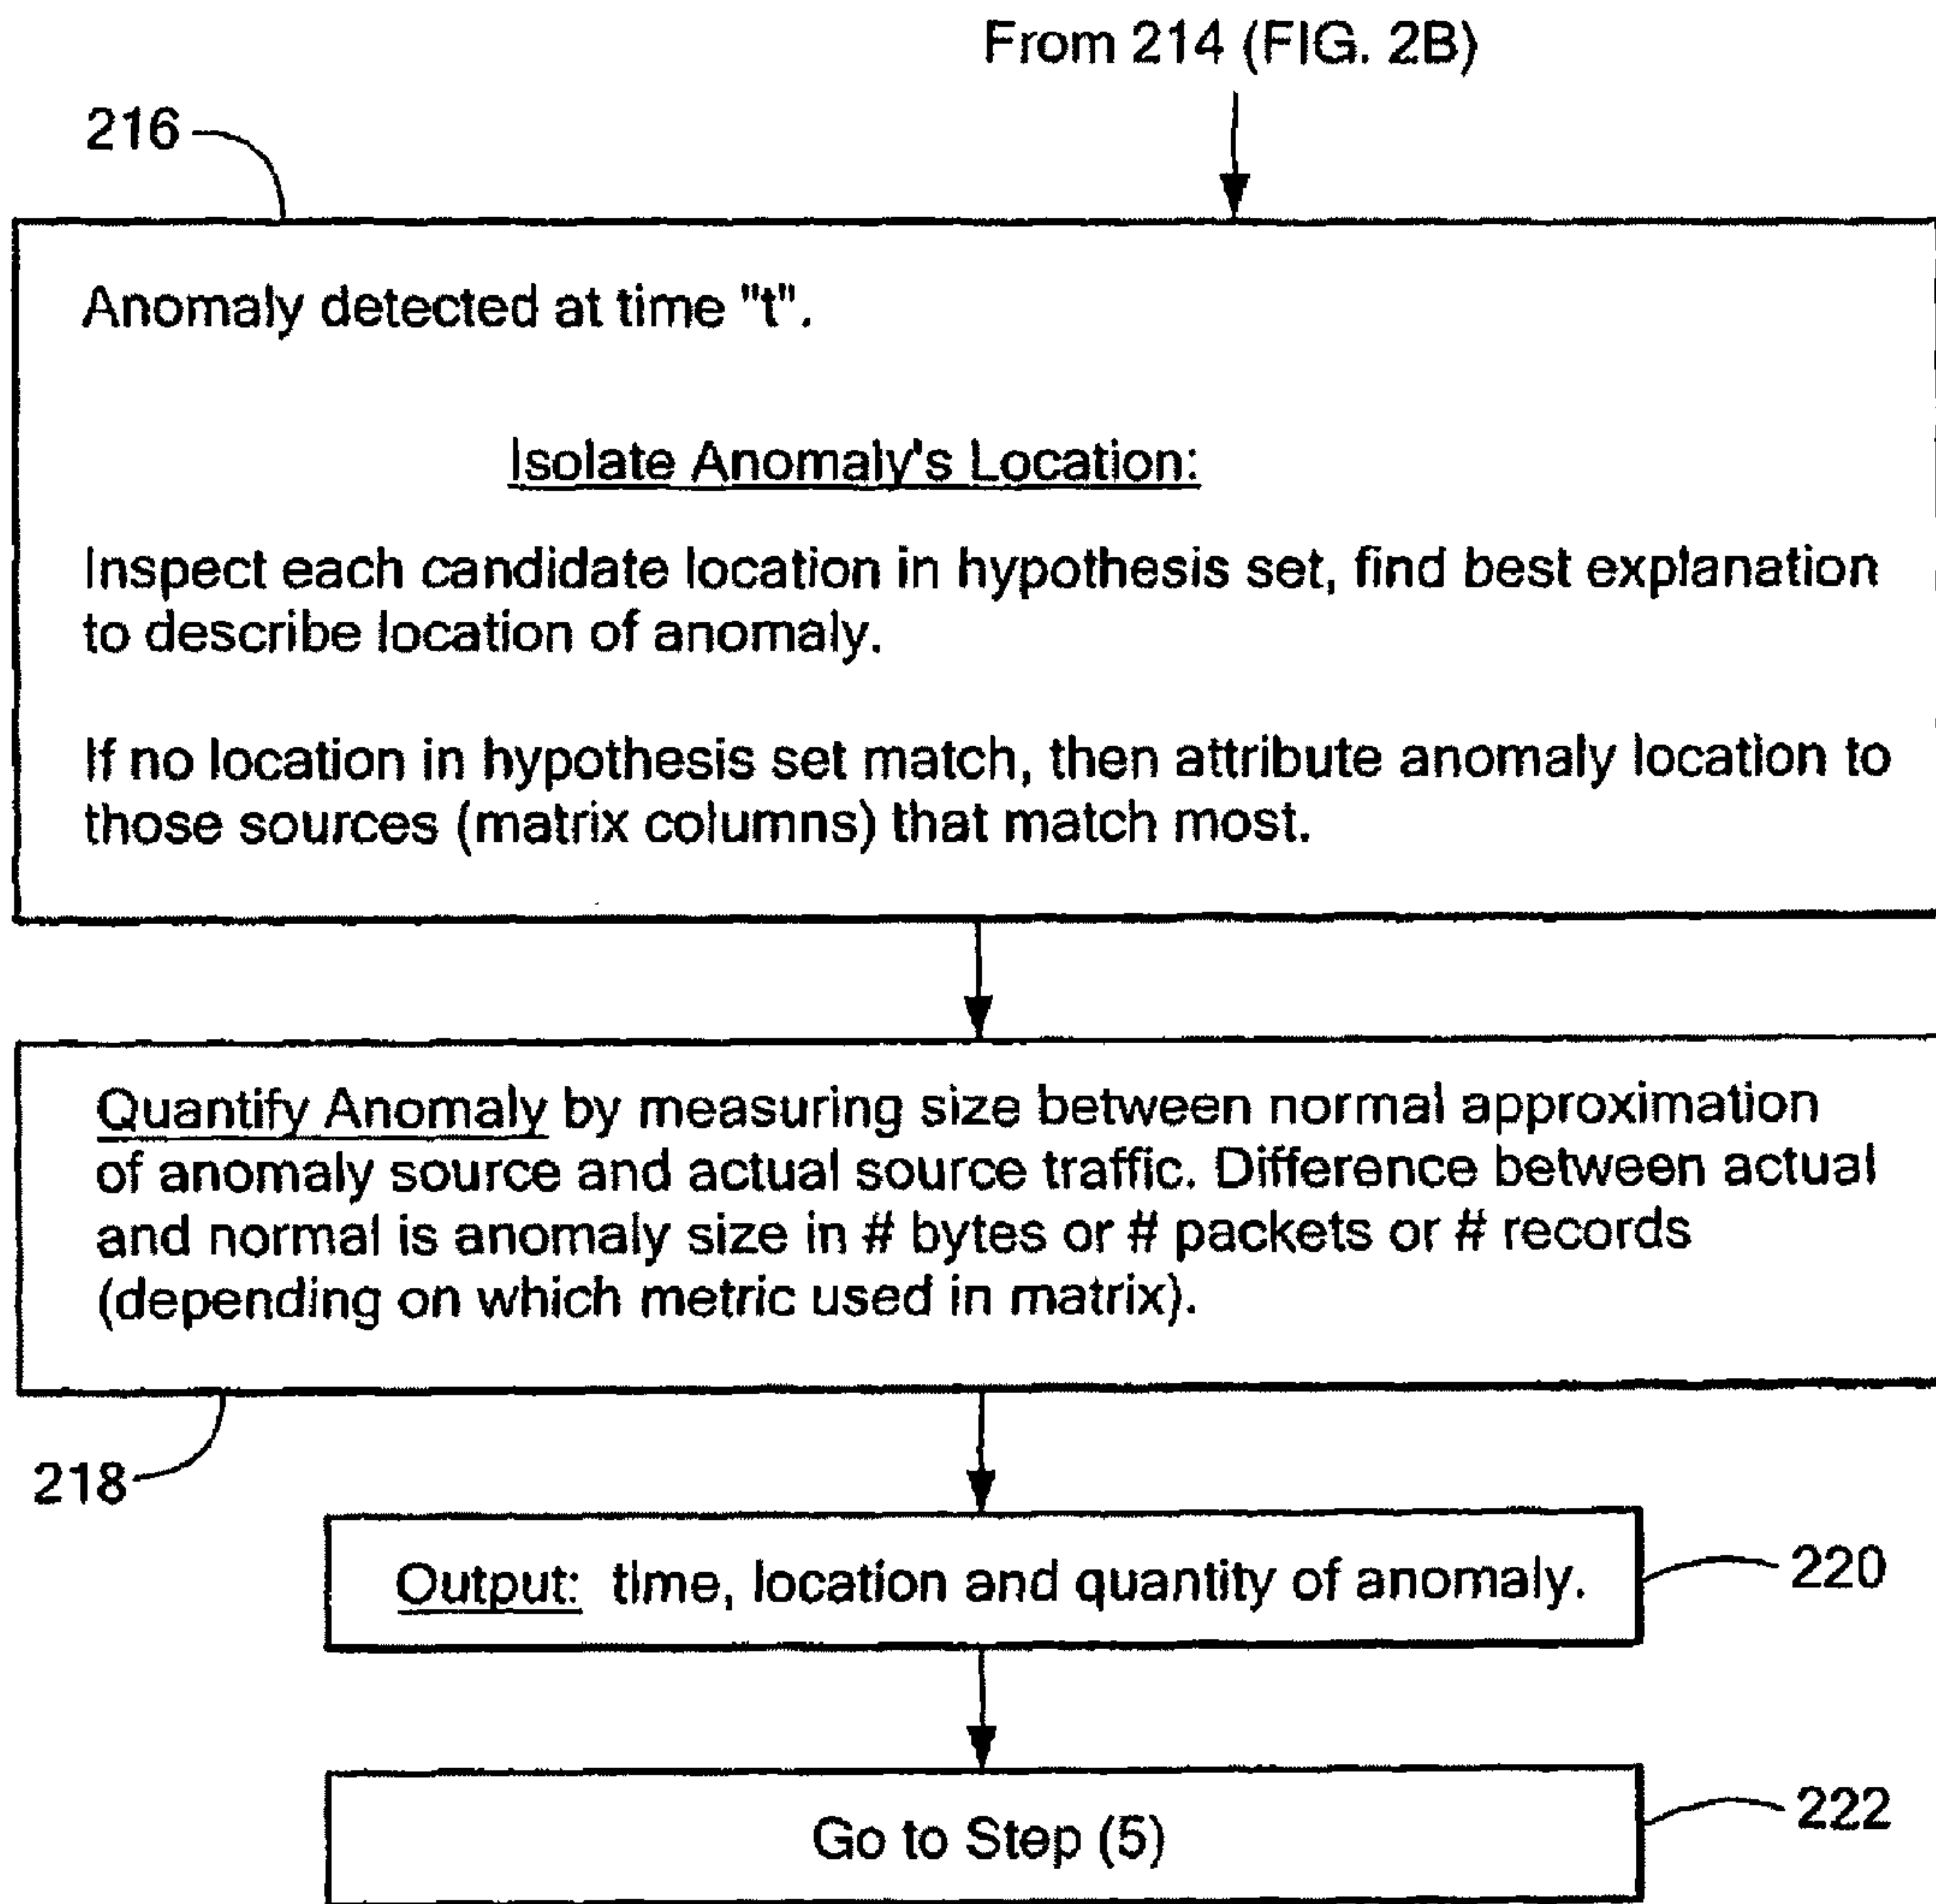 From 214 (FIG. 2B)
216
Anomaly detected at time "t".
Isolate Anomaly's Location:
Inspect each candidate location in hypothesis set, find best explanation
to describe location of anomaly.
If no location in hypothesis set match, then attribute anomaly location to
those sources (matrix columns) that match most.
Quantify Anomaly by measuring size between normal approximation
of anomaly source and actual source traffic. Difference between actual
and normal is anomaly size in # bytes or # packets or # records
(depending on which metric used in matrix).
218
Output: time, location and quantity of anomaly.
220
Go to Step (5)
222